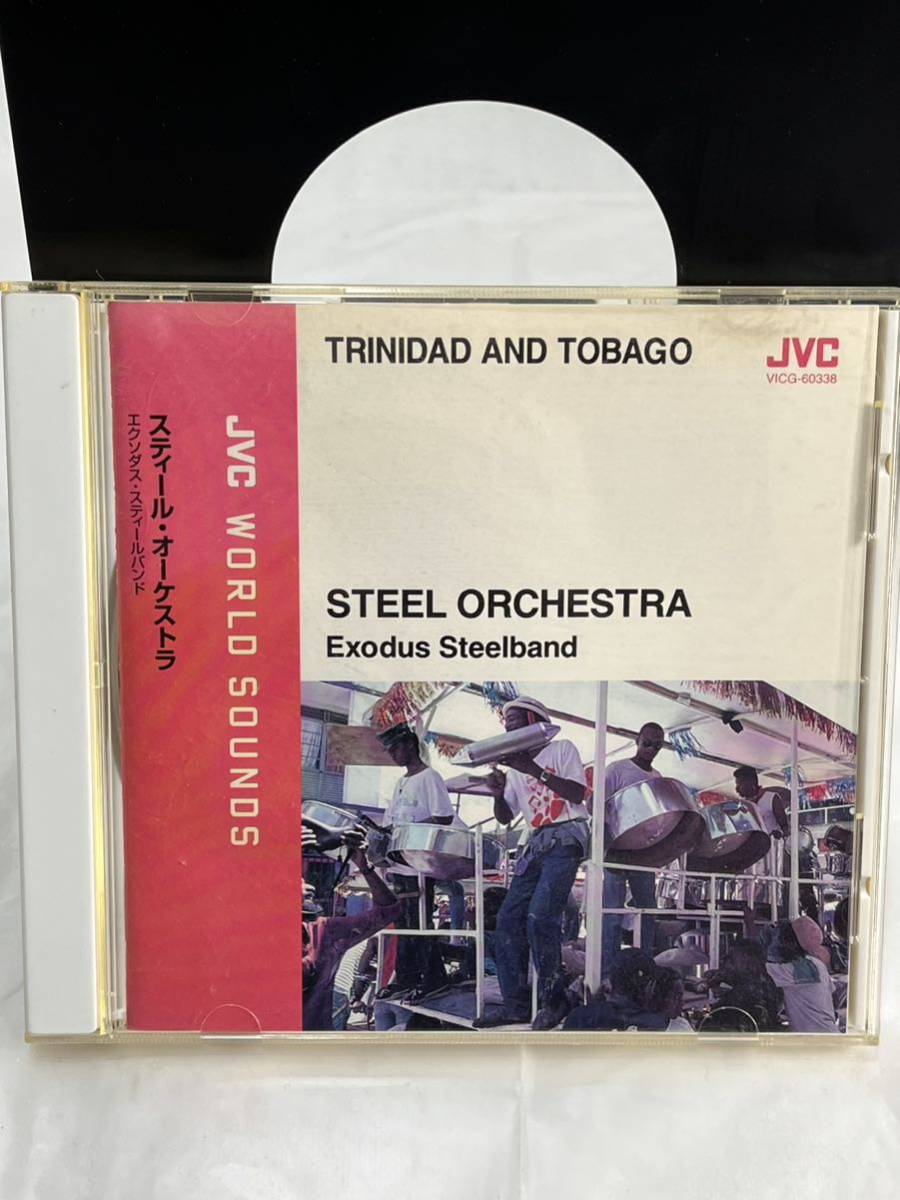 TRINIDAD AND TOBAGO
JVC
VICG-60338
スティール・オーケストラ
エクソダス・スティールバンド
JVC WORLD SOUNDS
STEEL ORCHESTRA
Exodus Steelband